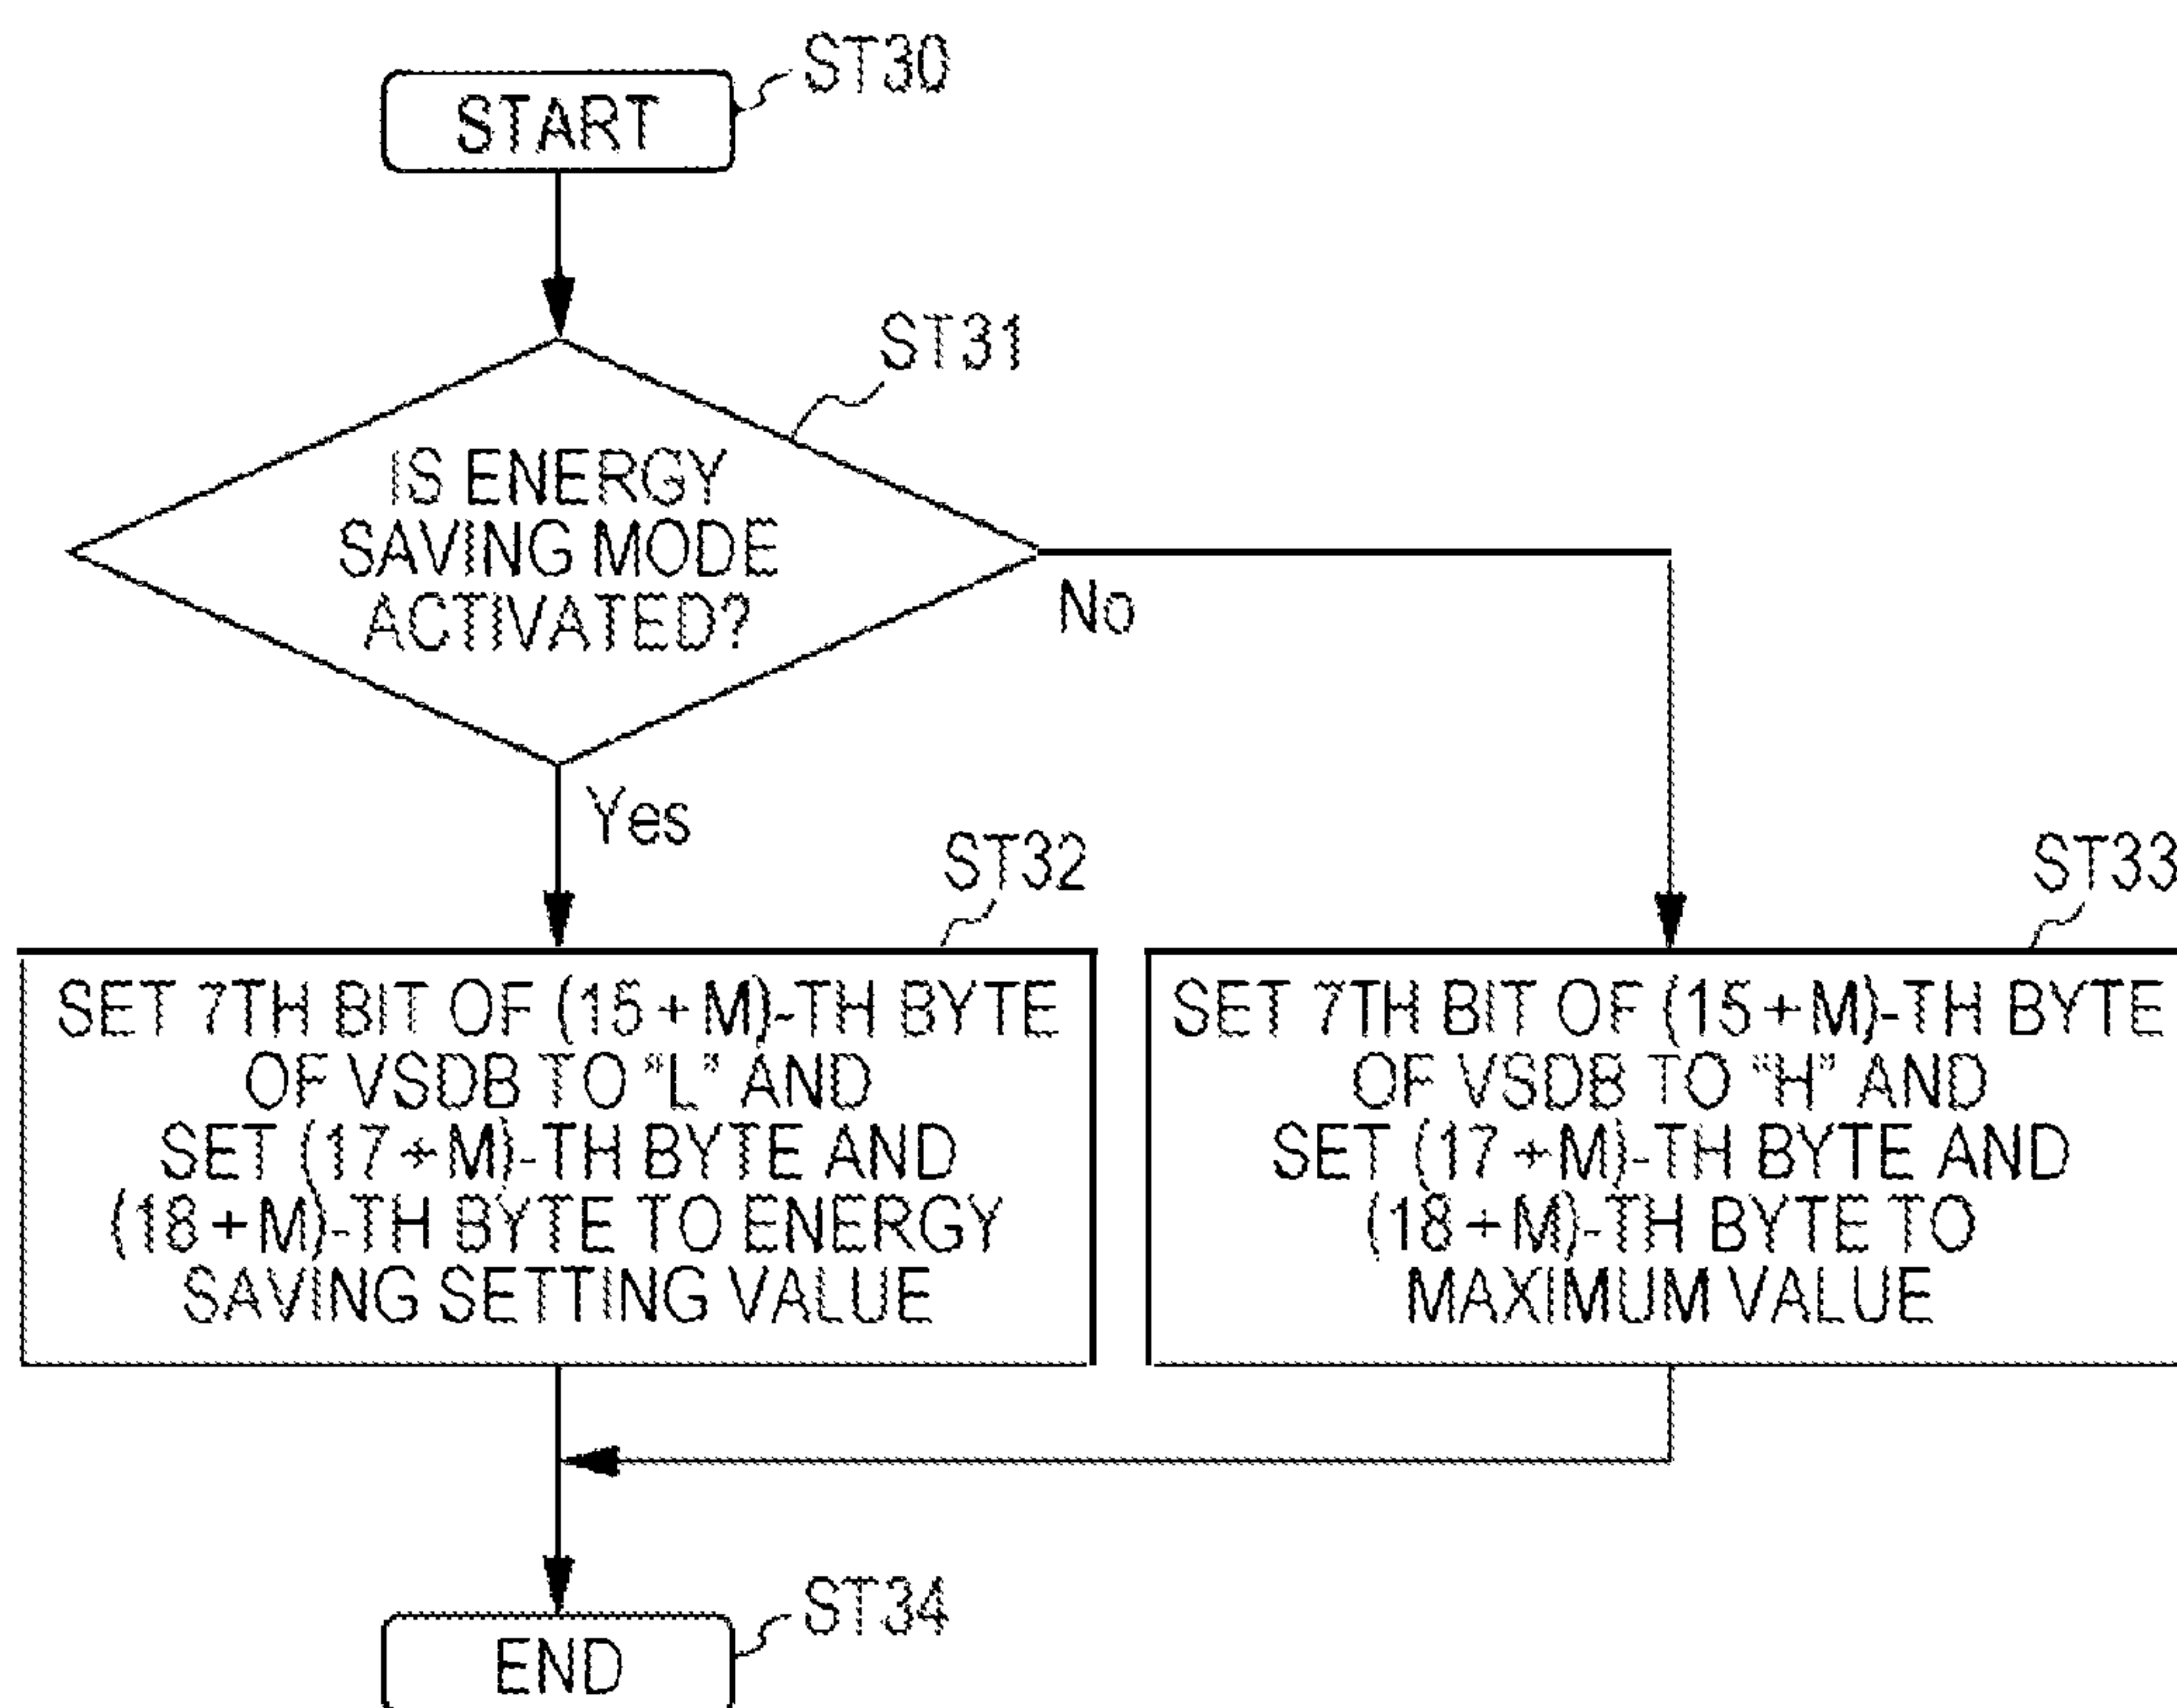 ST30
START
ST31
IS ENERGY
SAVING MODE
ACTIVATED?
No
Yes
ST32
SET 7TH BIT OF (15+M)-TH BYTE
OF VSDB TO "L" AND
SET (17+M)-TH BYTE AND
(18+M)-TH BYTE TO ENERGY
SAVING SETTING VALUE
ST33
SET 7TH BIT OF (15+M)-TH BYTE
OF VSDB TO "H" AND
SET (17+M)-TH BYTE AND
(18+M)-TH BYTE TO
MAXIMUM VALUE
ST34
END